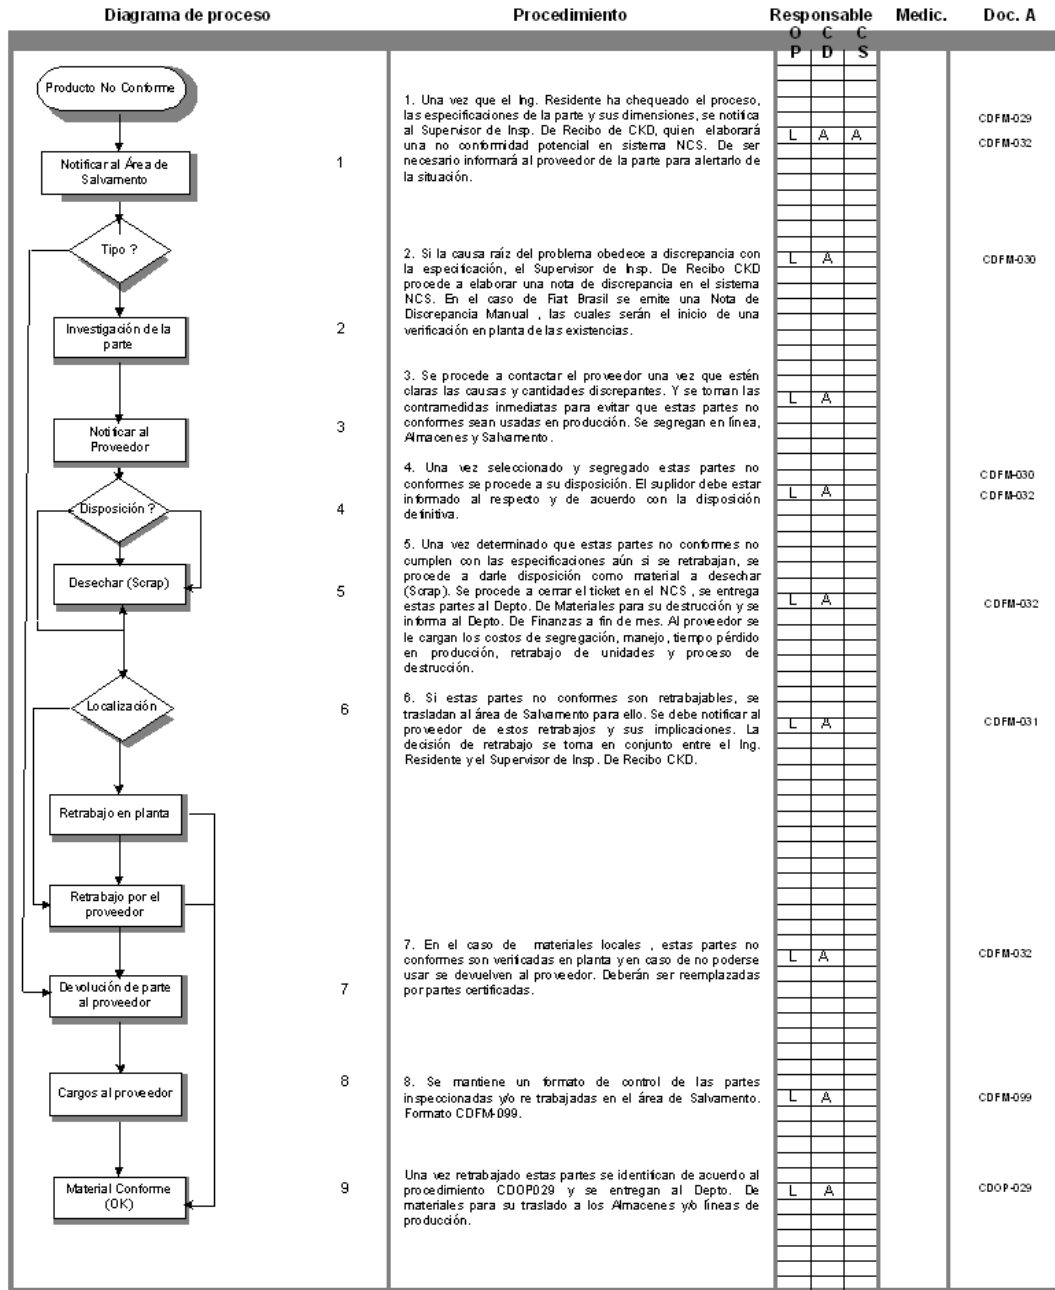 Diagrama de proceso
Procedimiento
Responsable
Medic.
Doc. A
O C C
P D S
Producto No Conforme
Notificar al Área de
Salvamento
1
1. Una vez que el Ing. Residente ha chequeado el proceso,
las especificaciones de la parte y sus dimensiones, se notifica
al Supervisor de Insp. De Recibo de CKD, quien elaborará
una no conformidad potencial en sistema NCS. De ser
necesario informará al proveedor de la parte para alertarlo de
la situación.
L A A
CDFM-029
CDFM-032
Tipo ?
Investigación de la
parte
2
2. Si la causa raíz del problema obedece a discrepancia con
la especificación, el Supervisor de Insp. De Recibo CKD
procede a elaborar una nota de discrepancia en el sistema
NCS. En el caso de Fiat Brasil se emite una Nota de
Discrepancia Manual , las cuales serán el inicio de una
verificación en planta de las existencias.
L A
CDFM-030
Notificar al
Proveedor
3
3. Se procede a contactar el proveedor una vez que estén
claras las causas y cantidades discrepantes. Y se toman las
contramedidas inmediatas para evitar que estas partes no
conformes sean usadas en producción. Se segregan en línea,
Almacenes y Salvamento.
L A
Disposición ?
4
4. Una vez seleccionado y segregado estas partes no
conformes se procede a su disposición. El suplidor debe estar
informado al respecto y de acuerdo con la disposición
definitiva.
L A
CDFM-030
CDFM-032
Desechar (Scrap)
5
5. Una vez determinado que estas partes no conformes no
cumplen con las especificaciones aún si se retrabajan, se
procede a darle disposición como material a desechar
(Scrap). Se procede a cerrar el ticket en el NCS , se entrega
estas partes al Depto. De Materiales para su destrucción y se
informa al Depto. De Finanzas a fin de mes. Al proveedor se
le cargan los costos de segregación, manejo, tiempo pérdido
en producción, retrabajo de unidades y proceso de
destrucción.
L A
CDFM-032
Localización
6
6. Si estas partes no conformes son retrabajables, se
trasladan al área de Salvamento para ello. Se debe notificar al
proveedor de estos retrabajos y sus implicaciones. La
decisión de retrabajo se toma en conjunto entre el Ing.
Residente y el Supervisor de Insp. De Recibo CKD.
L A
CDFM-031
Retrabajo en planta
Retrabajo por el
proveedor
Devolución de parte
al proveedor
7
7. En el caso de materiales locales , estas partes no
conformes son verificadas en planta y en caso de no poderse
usar se devuelven al proveedor. Deberán ser reemplazadas
por partes certificadas.
L A
CDFM-032
Cargos al proveedor
8
8. Se mantiene un formato de control de las partes
inspeccionadas y/o re trabajadas en el área de Salvamento.
Formato CDFM-099.
L A
CDFM-099
Material Conforme
(OK)
9
Una vez retrabajado estas partes se identifican de acuerdo al
procedimiento CDOP029 y se entregan al Depto. De
materiales para su traslado a los Almacenes y/o líneas de
producción.
L A
CDOP-029